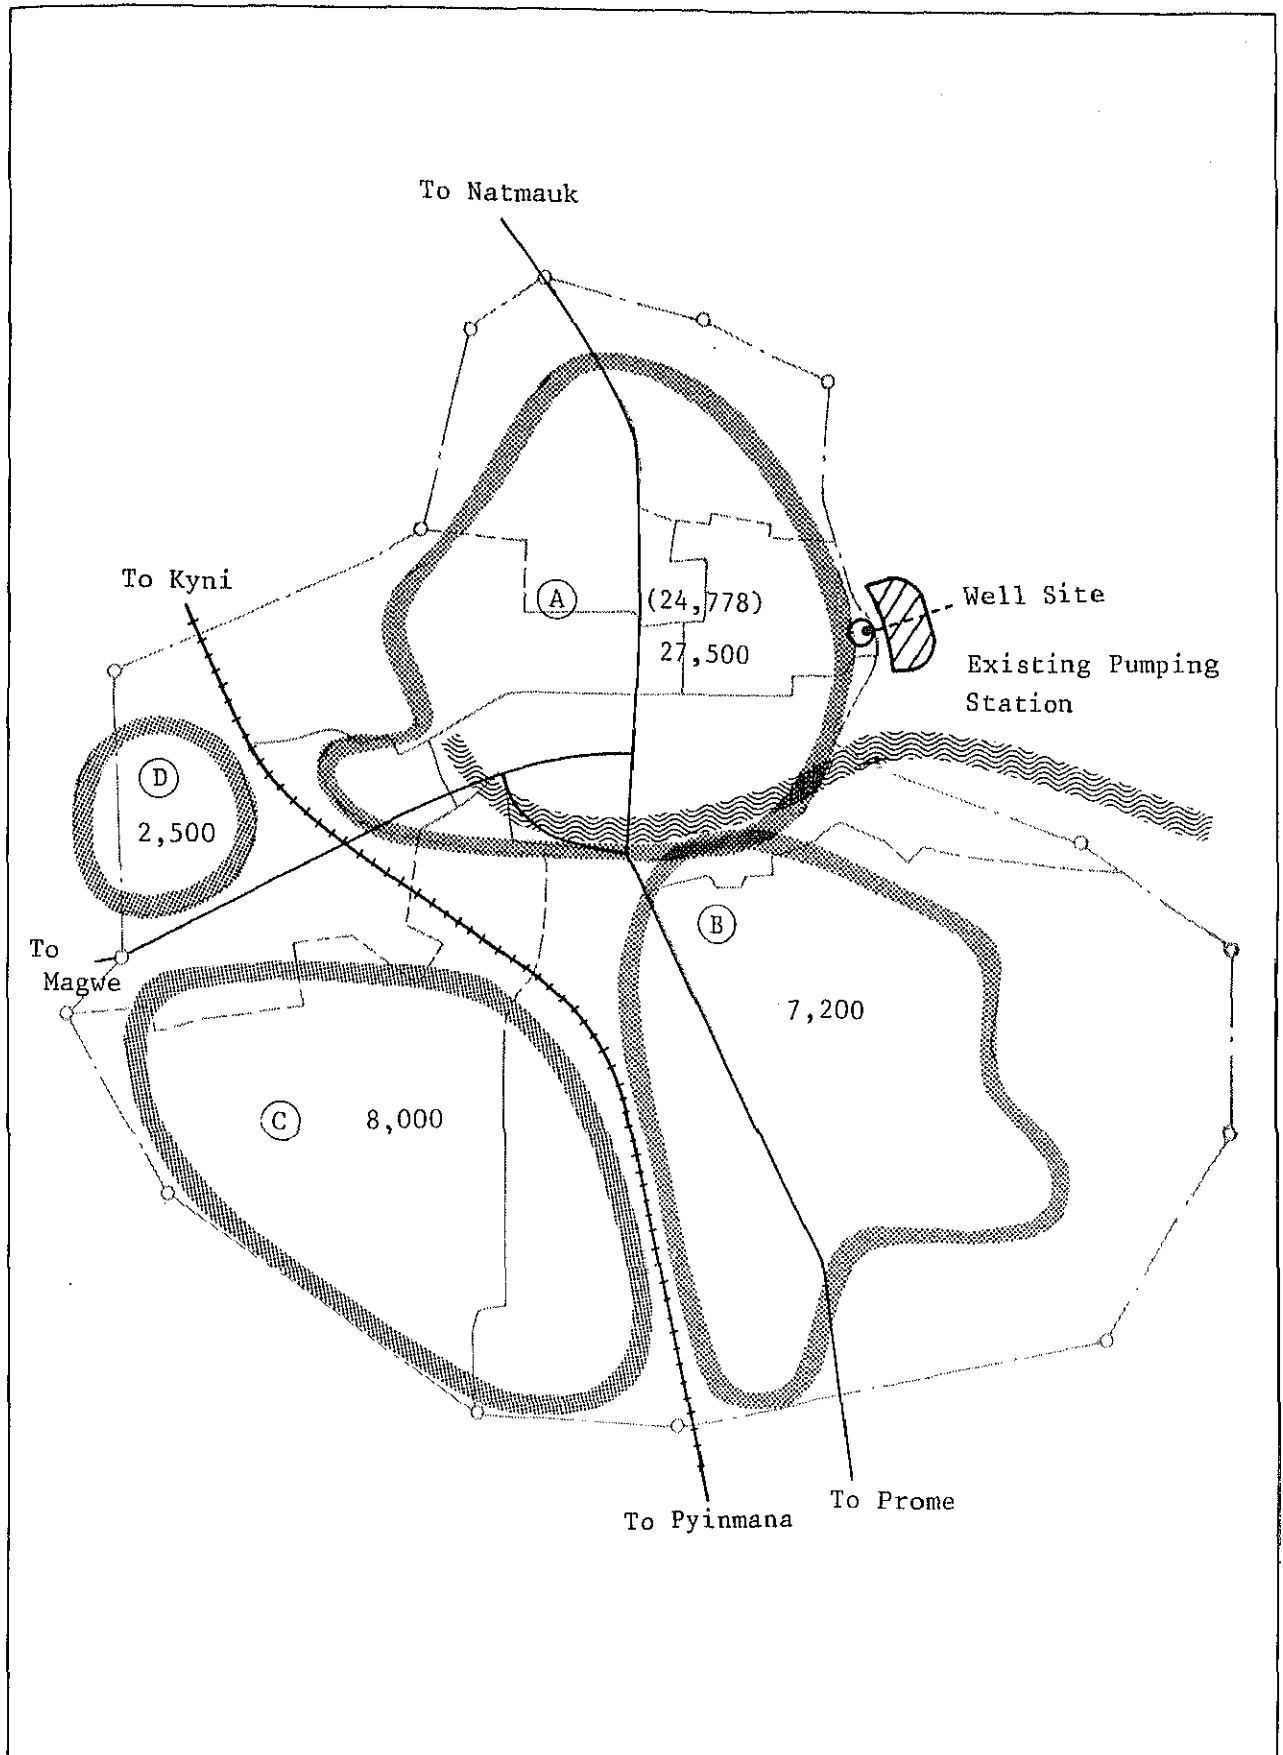 To Natmauk
To Kyni
A
(24,778)
27,500
Well Site
Existing Pumping
Station
D
2,500
B
To
Magwe
7,200
C
8,000
To Prome
To Pyinmana